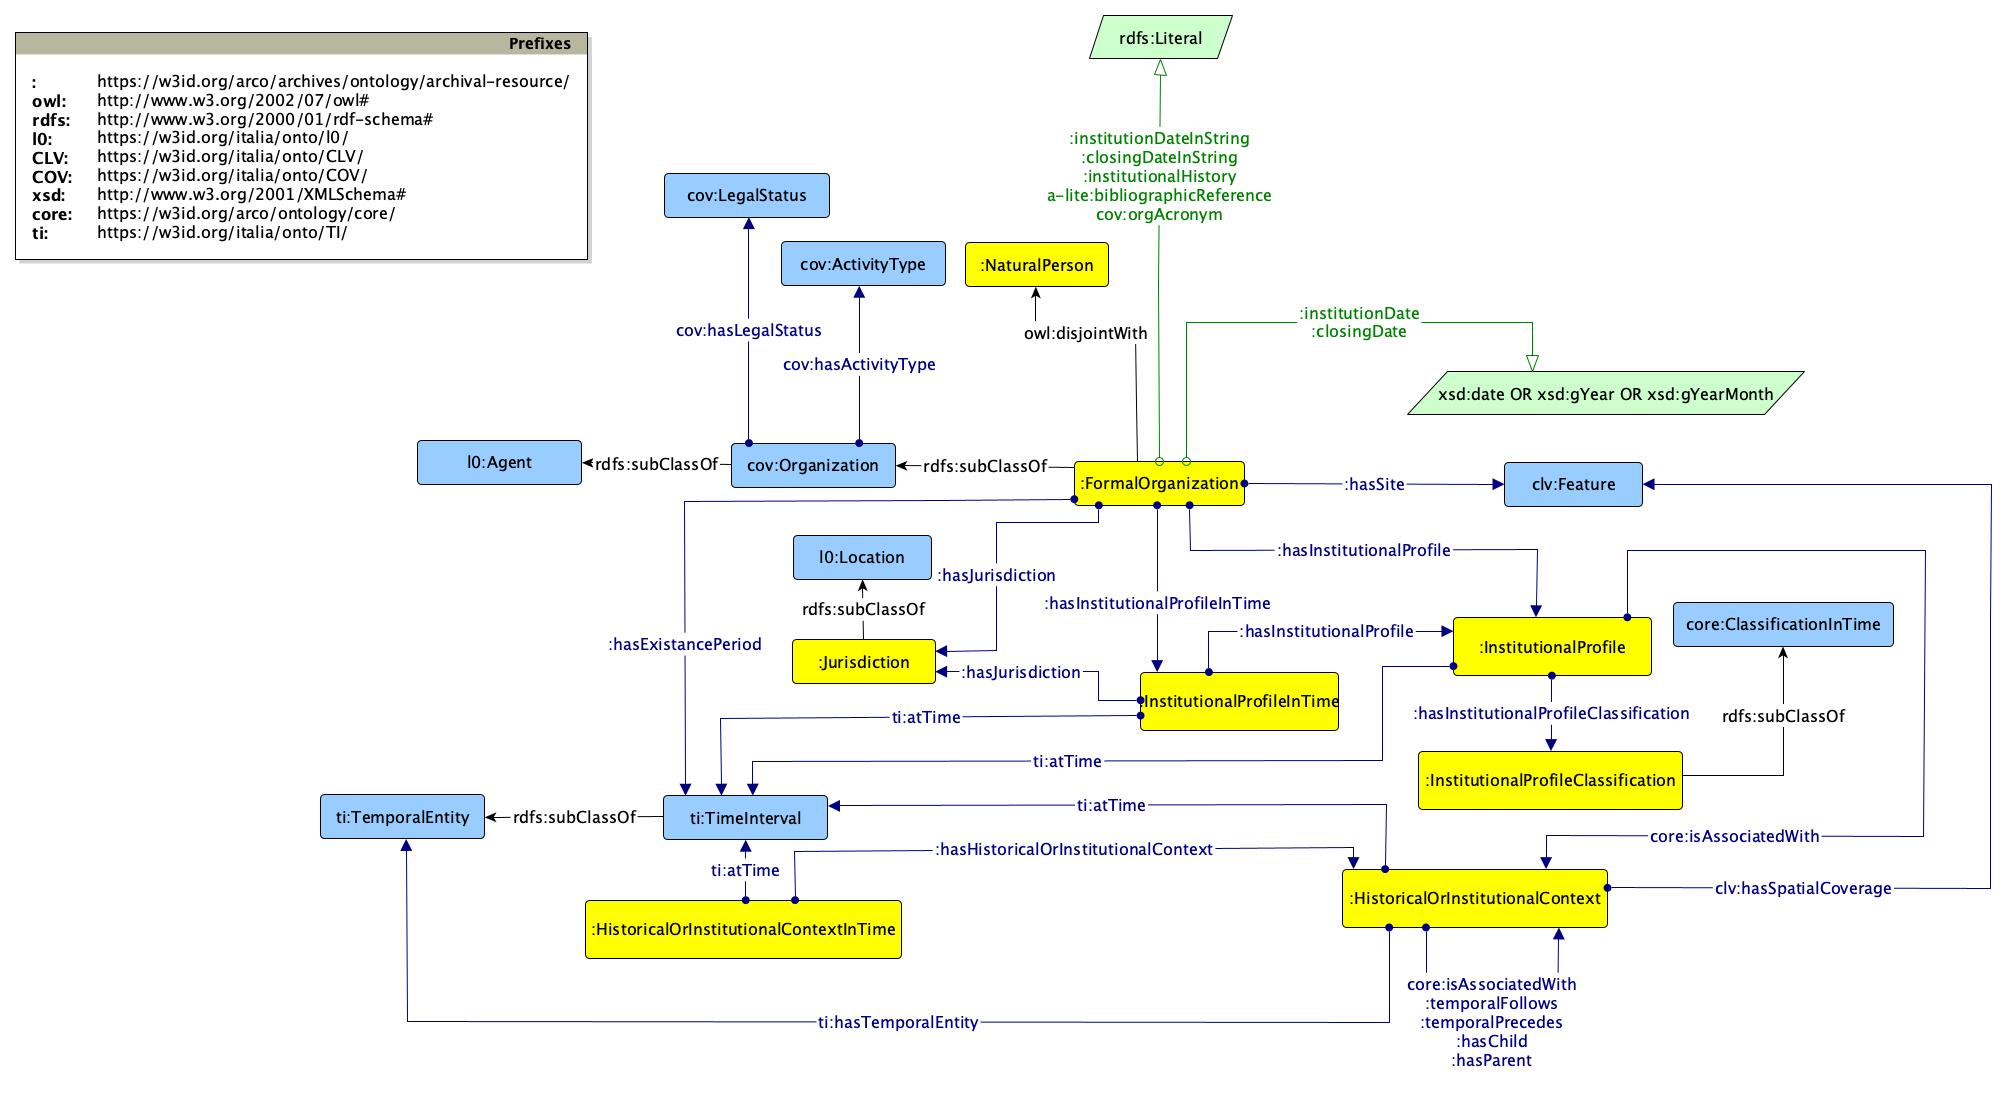 Prefixes
: https://w3id.org/arco/archives/ontology/archival-resource/
owl: http://www.w3.org/2002/07/owl#
rdfs: http://www.w3.org/2000/01/rdf-schema#
l0: https://w3id.org/italia/onto/l0/
CLV: https://w3id.org/italia/onto/CLV/
COV: https://w3id.org/italia/onto/COV/
xsd: http://www.w3.org/2001/XMLSchema#
core: https://w3id.org/arco/ontology/core/
ti: https://w3id.org/italia/onto/TI/
rdfs:Literal
:institutionDateInString
:closingDateInString
:institutionalHistory
a-lite:bibliographicReference
cov:orgAcronym
cov:LegalStatus
cov:ActivityType
:NaturalPerson
cov:hasLegalStatus
owl:disjointWith
cov:hasActivityType
:institutionDate
:closingDate
xsd:date OR xsd:gYear OR xsd:gYearMonth
l0:Agent
rdfs:subClassOf
cov:Organization
rdfs:subClassOf
:FormalOrganization
:hasSite
clv:Feature
l0:Location
:hasJurisdiction
:hasInstitutionalProfile
rdfs:subClassOf
:hasInstitutionalProfileInTime
:hasExistancePeriod
:Jurisdiction
:hasJurisdiction
:hasInstitutionalProfile
:InstitutionalProfile
core:ClassificationInTime
InstitutionalProfileInTime
ti:atTime
:hasInstitutionalProfileClassification
rdfs:subClassOf
ti:atTime
:InstitutionalProfileClassification
ti:TemporalEntity
rdfs:subClassOf
ti:TimeInterval
ti:atTime
core:isAssociatedWith
ti:atTime
:hasHistoricalOrInstitutionalContext
:HistoricalOrInstitutionalContext
clv:hasSpatialCoverage
:HistoricalOrInstitutionalContextInTime
ti:hasTemporalEntity
core:isAssociatedWith
:temporalFollows
:temporalPrecedes
:hasChild
:hasParent